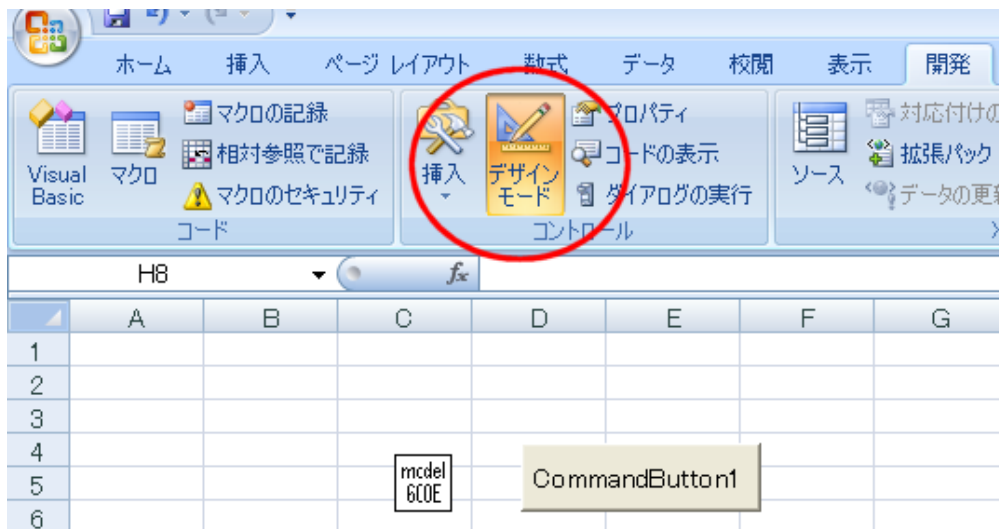 ホーム 挿入 ページ レイアウト 数式 データ 校閲 表示 開発
Visual Basic
マクロ
マクロの記録
相対参照で記録
マクロのセキュリティ
コード
挿入
デザイン モード
プロパティ
コードの表示
ダイアログの実行
コントロール
ソース
対応付けの
拡張パック
データの更
H8 fx
A B C D E F G
1
2
3
4
5
6
mcdel
6C0E
CommandButton1